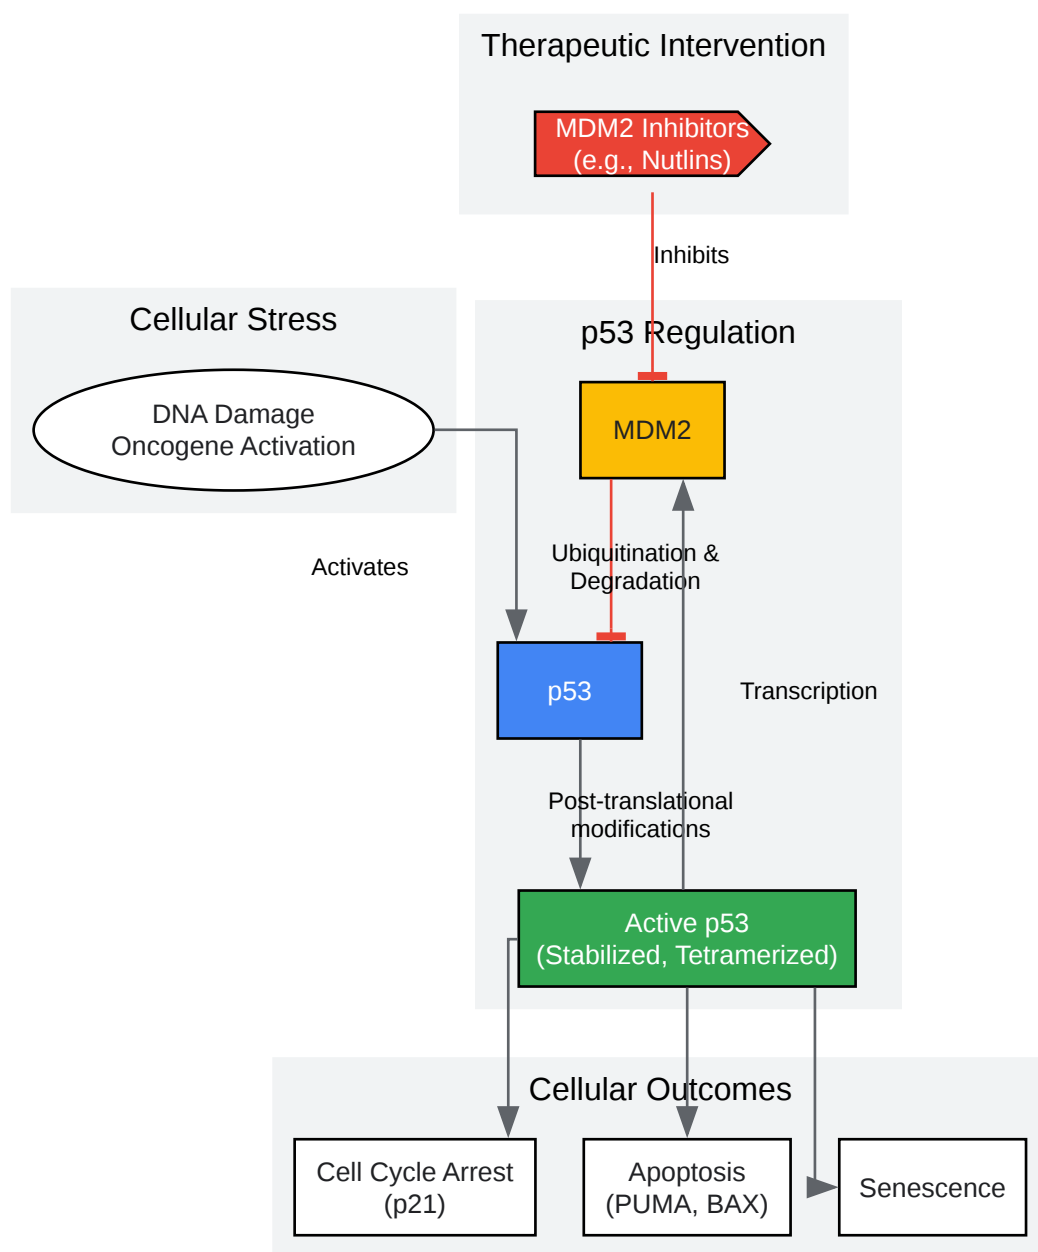 Therapeutic Intervention
MDM2 Inhibitors
(e.g., Nutlins)
Inhibits
Cellular Stress
DNA Damage
Oncogene Activation
p53 Regulation
MDM2
Activates
Ubiquitination &
Degradation
p53
Transcription
Post-translational
modifications
Active p53
(Stabilized, Tetramerized)
Cellular Outcomes
Cell Cycle Arrest
(p21)
Apoptosis
(PUMA, BAX)
Senescence